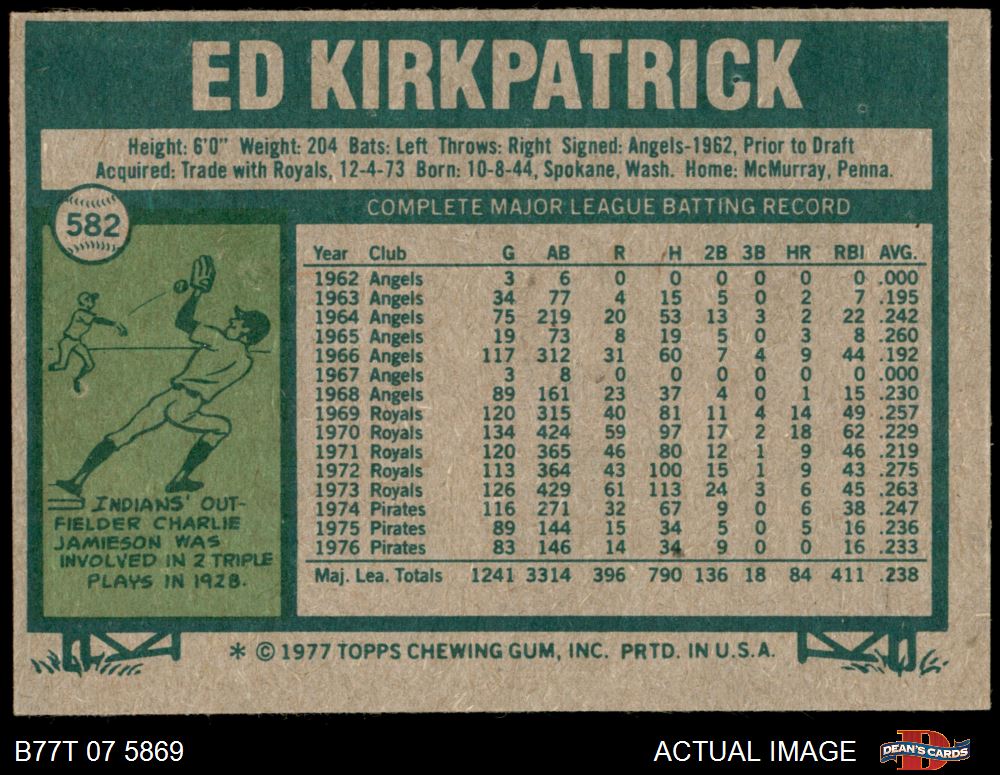 ED KIRKPATRICK
Height: 6'0" Weight: 204 Bats: Left Throws: Right Signed: Angels-1962, Prior to Draft
Acquired: Trade with Royals, 12-4-73 Born: 10-8-44, Spokane, Wash. Home: McMurray, Penna.
582
COMPLETE MAJOR LEAGUE BATTING RECORD
Year Club G AB R H 2B 3B HR RBI AVG.
1962 Angels 3 6 0 0 0 0 0 0 .000
1963 Angels 34 77 4 15 5 0 2 7 .195
1964 Angels 75 219 20 53 13 3 2 22 .242
1965 Angels 19 73 8 19 5 0 3 8 .260
1966 Angels 117 312 31 60 7 4 9 44 .192
1967 Angels 3 8 0 0 0 0 0 0 .000
1968 Angels 89 161 23 37 4 0 1 15 .230
1969 Royals 120 315 40 81 11 4 14 49 .257
1970 Royals 134 424 59 97 17 2 18 62 .229
1971 Royals 120 365 46 80 12 1 9 46 .219
1972 Royals 113 364 43 100 15 1 9 43 .275
1973 Royals 126 429 61 113 24 3 6 45 .263
1974 Pirates 116 271 32 67 9 0 6 38 .247
1975 Pirates 89 144 15 34 5 0 5 16 .236
1976 Pirates 83 146 14 34 9 0 0 16 .233
Maj. Lea. Totals 1241 3314 396 790 136 18 84 411 .238
INDIANS' OUT-
FIELDER CHARLIE
JAMIESON WAS
INVOLVED IN 2 TRIPLE
PLAYS IN 1928.
* © 1977 TOPPS CHEWING GUM, INC. PRTD. IN U.S.A.
B77T 07 5869
ACTUAL IMAGE
D
DEAN'S CARDS